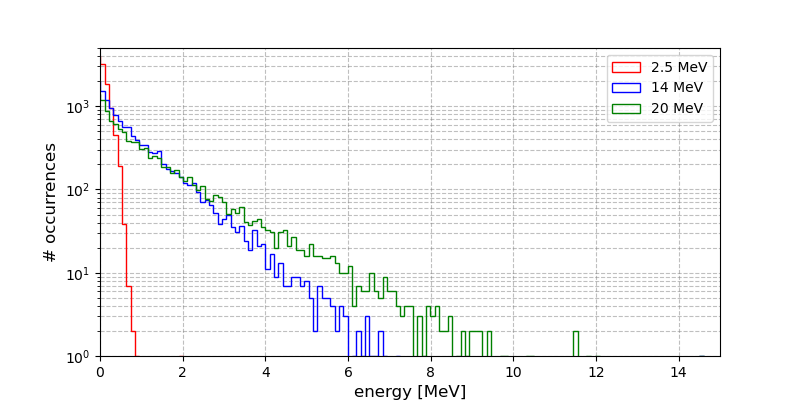 2.5 MeV
14 MeV
20 MeV
# occurrences
10³
10²
10¹
10⁰
0 2 4 6 8 10 12 14
energy [MeV]